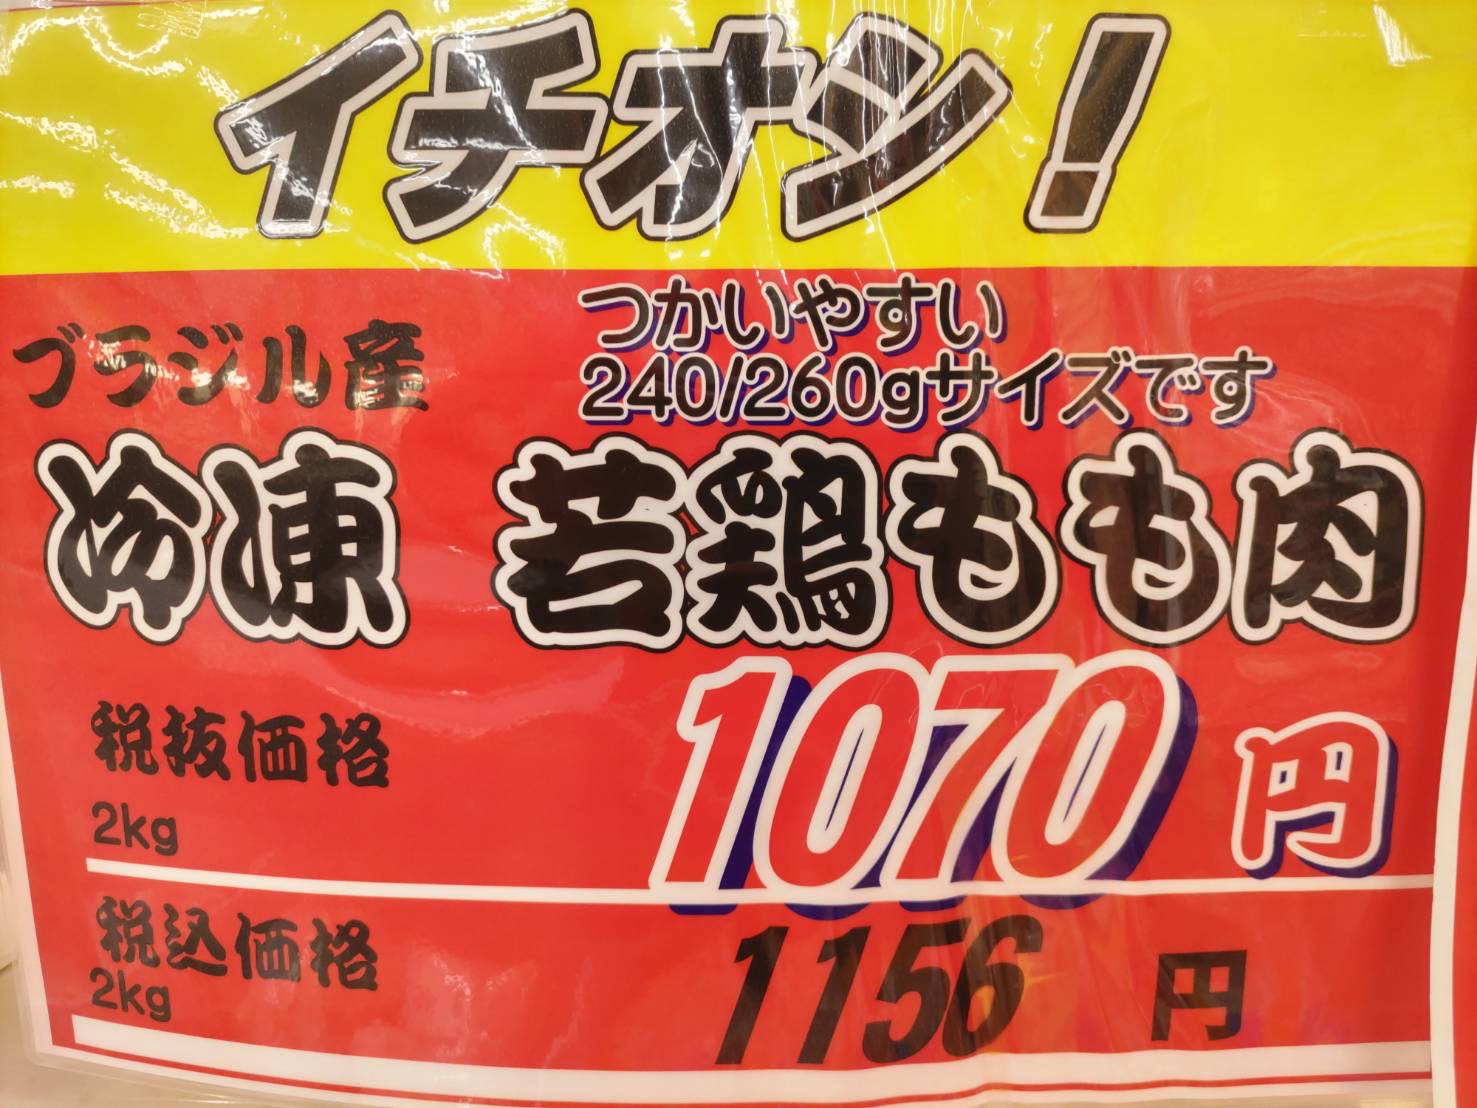 イチオシ!
つかいやすい
ブラジル産 240/260gサイズです
冷凍 若鶏もも肉
税抜価格 1070円
2kg
税込価格 1156円
2kg